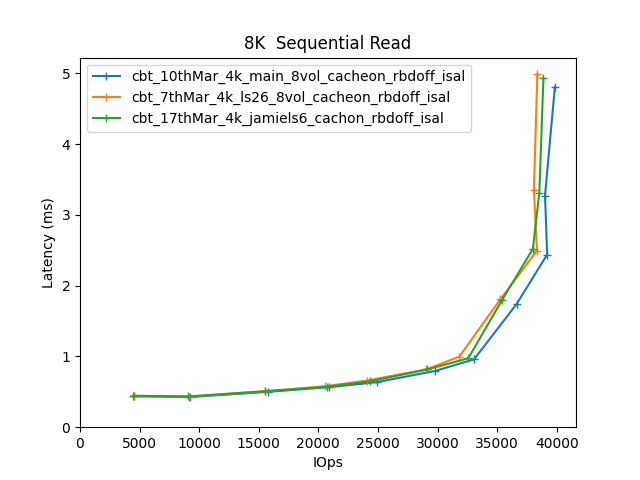 8K  Sequential Read
cbt_10thMar_4k_main_8vol_cacheon_rbdoff_isal
cbt_7thMar_4k_ls26_8vol_cacheon_rbdoff_isal
cbt_17thMar_4k_jamiels6_cachon_rbdoff_isal
Latency (ms)
5
4
3
2
1
0
0 5000 10000 15000 20000 25000 30000 35000 40000
IOps